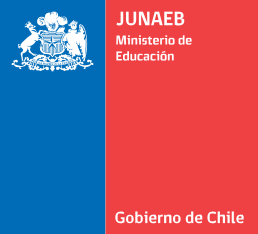 JUNAEB
Ministerio de
Educación
Gobierno de Chile